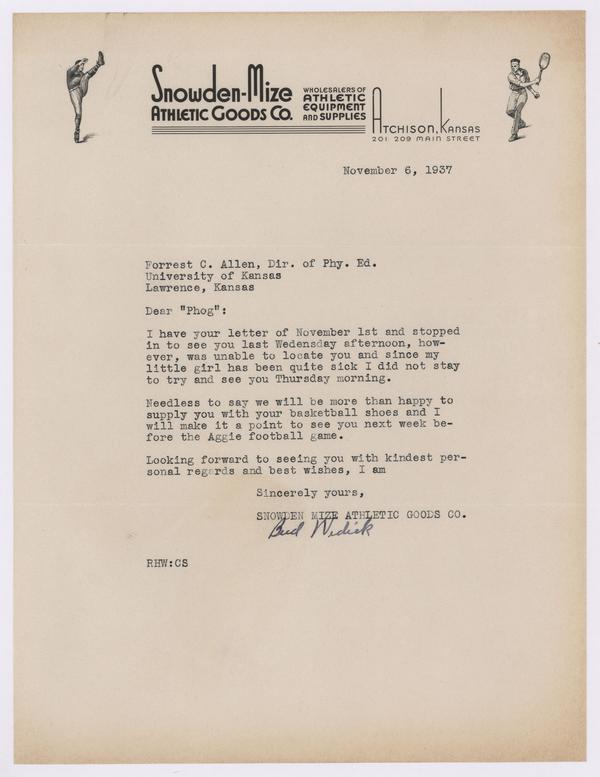 Snowden-Mize
Athletic Goods Co.
WHOLESALERS OF
ATHLETIC
EQUIPMENT
AND SUPPLIES
Atchison, Kansas
201 209 MAIN STREET
November 6, 1937
Forrest C. Allen, Dir. of Phy. Ed.
University of Kansas
Lawrence, Kansas
Dear "Phog":
I have your letter of November 1st and stopped
in to see you last Wedensday afternoon, how-
ever, was unable to locate you and since my
little girl has been quite sick I did not stay
to try and see you Thursday morning.
Needless to say we will be more than happy to
supply you with your basketball shoes and I
will make it a point to see you next week be-
fore the Aggie football game.
Looking forward to seeing you with kindest per-
sonal regards and best wishes, I am
Sincerely yours,
SNOWDEN MIZE ATHLETIC GOODS CO.
Bud Wedick
RHW:CS